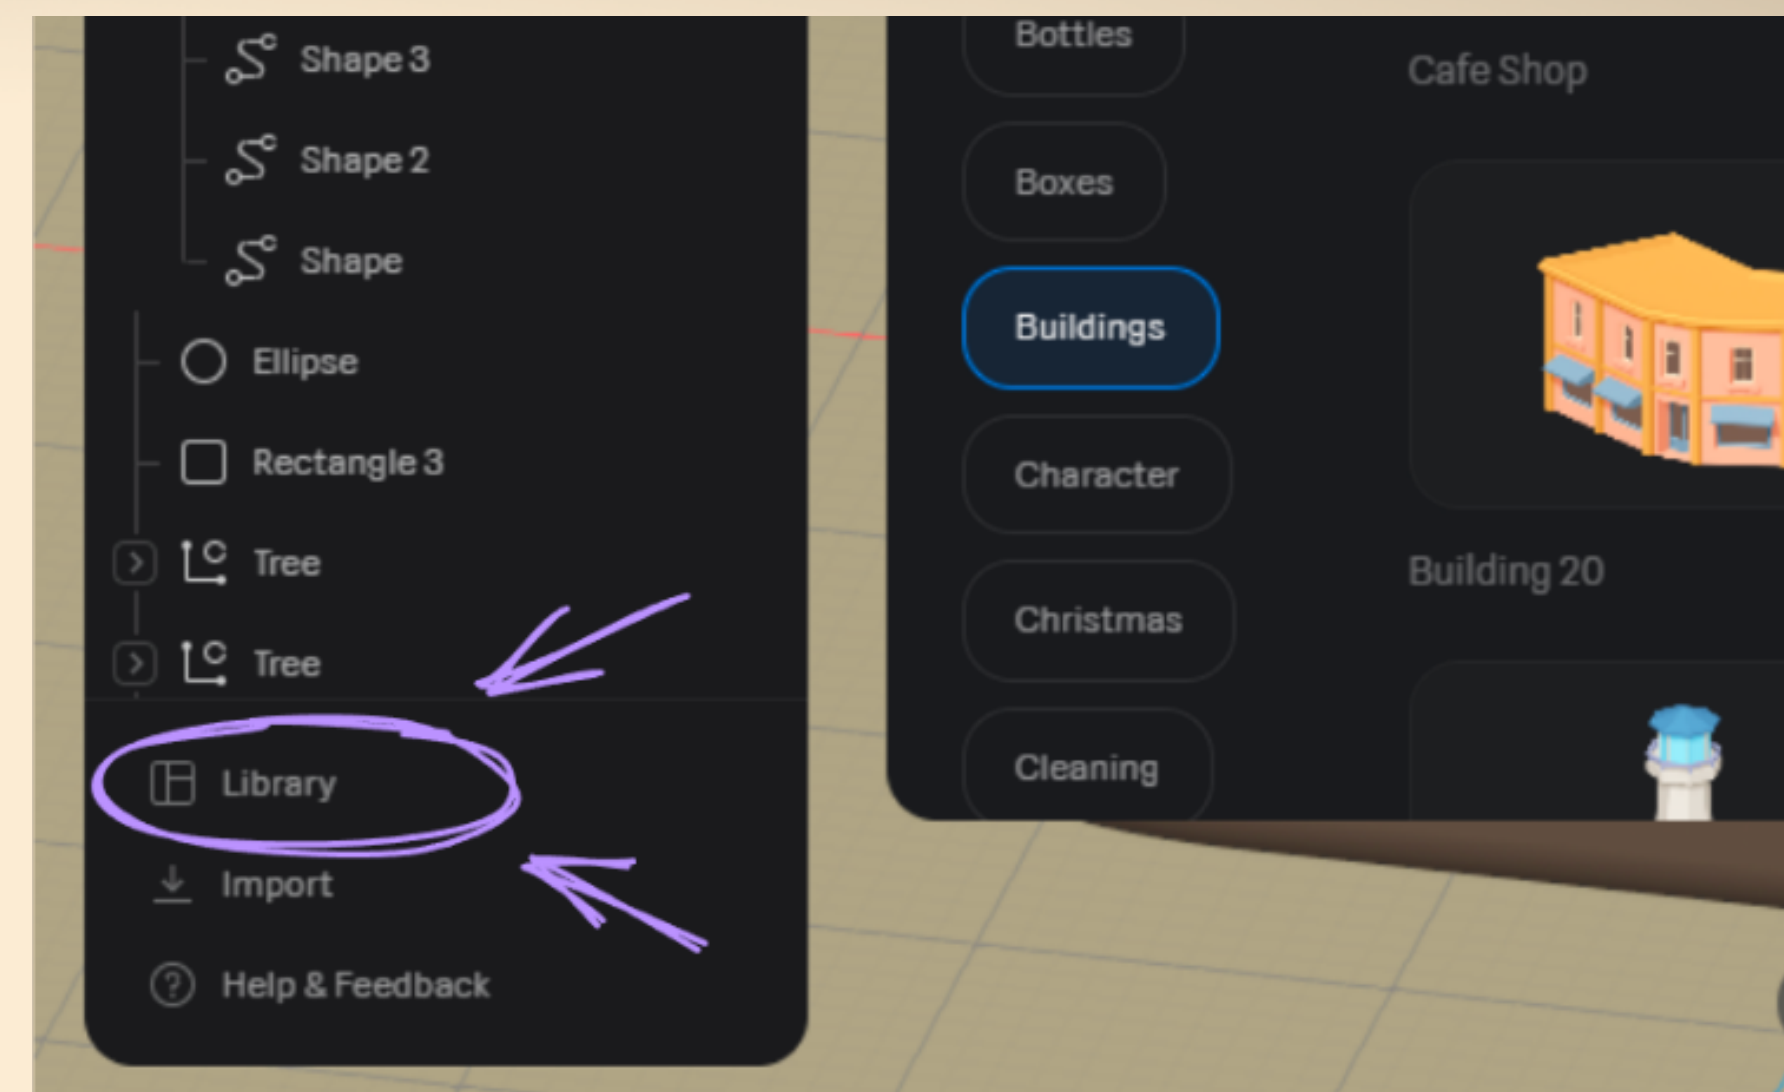 Shape 3
Shape 2
Shape
Ellipse
Rectangle 3
Tree
Tree
Library
Import
Help & Feedback
Bottles
Boxes
Buildings
Character
Christmas
Cleaning
Cafe Shop
Building 20